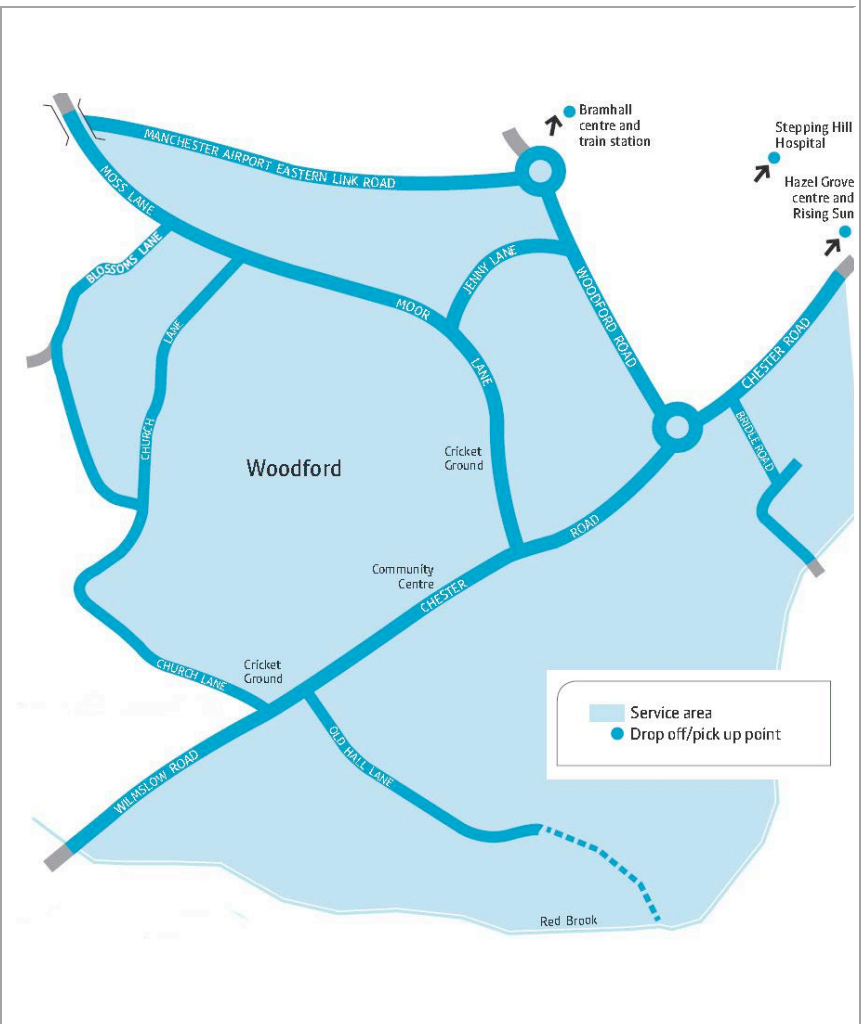 Bramhall
centre and
train station
Stepping Hill
Hospital
Hazel Grove
centre and
Rising Sun
MANCHESTER AIRPORT EASTERN LINK ROAD
MOSS LANE
BLOSSOMS LANE
JENNY LANE
WOODFORD ROAD
MOOR
LANE
LANE
CHURCH
CHESTER ROAD
BRIDLE ROAD
Woodford
Cricket
Ground
ROAD
Community
Centre
CHESTER
CHURCH LANE
Cricket
Ground
OLD HALL LANE
WILMSLOW ROAD
Service area
Drop off/pick up point
Red Brook